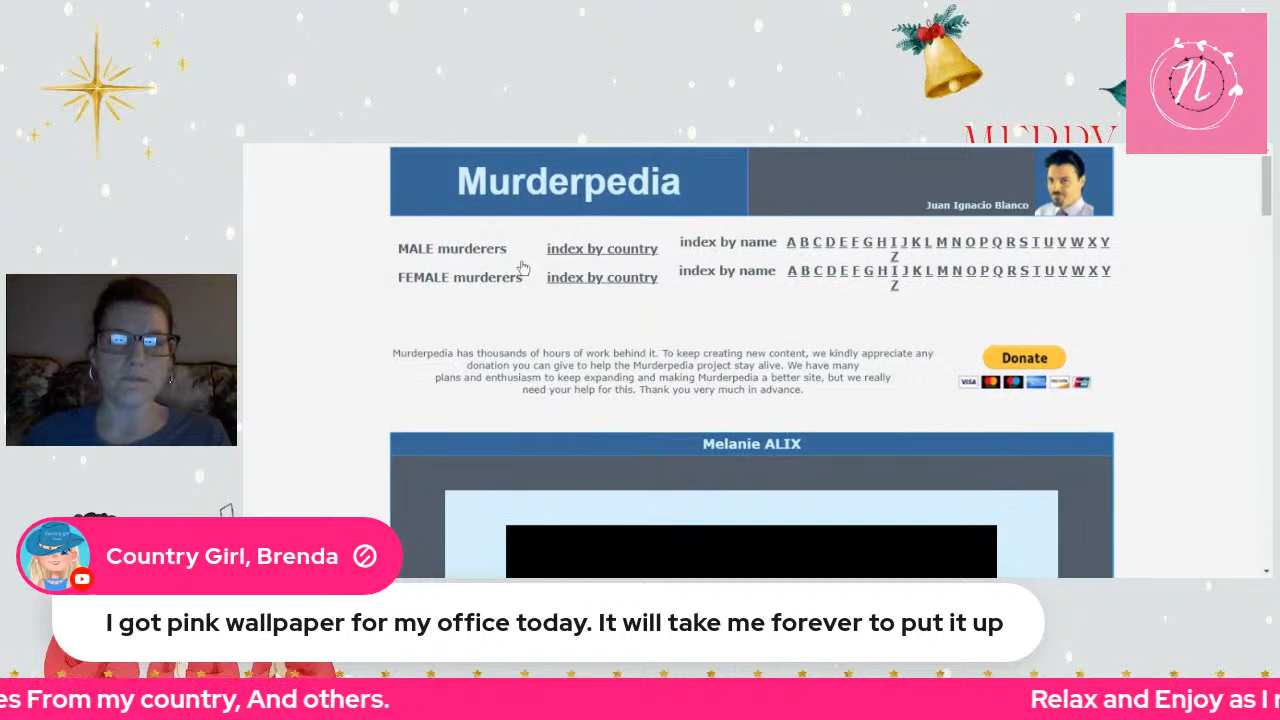 MERRY
n
Murderpedia
Juan Ignacio Blanco
MALE murderers index by country index by name A B C D E F G H I J K L M N O P Q R S T U V W X Y
Z
FEMALE murderers index by country index by name A B C D E F G H I J K L M N O P Q R S T U V W X Y
Z
Murderpedia has thousands of hours of work behind it. To keep creating new content, we kindly appreciate any
donation you can give to help the Murderpedia project stay alive. We have many
plans and enthusiasm to keep expanding and making Murderpedia a better site, but we really
need your help for this. Thank you very much in advance.
Donate
VISA
Melanie ALIX
Country Girl, Brenda
I got pink wallpaper for my office today. It will take me forever to put it up
es From my country, And others. Relax and Enjoy as I r